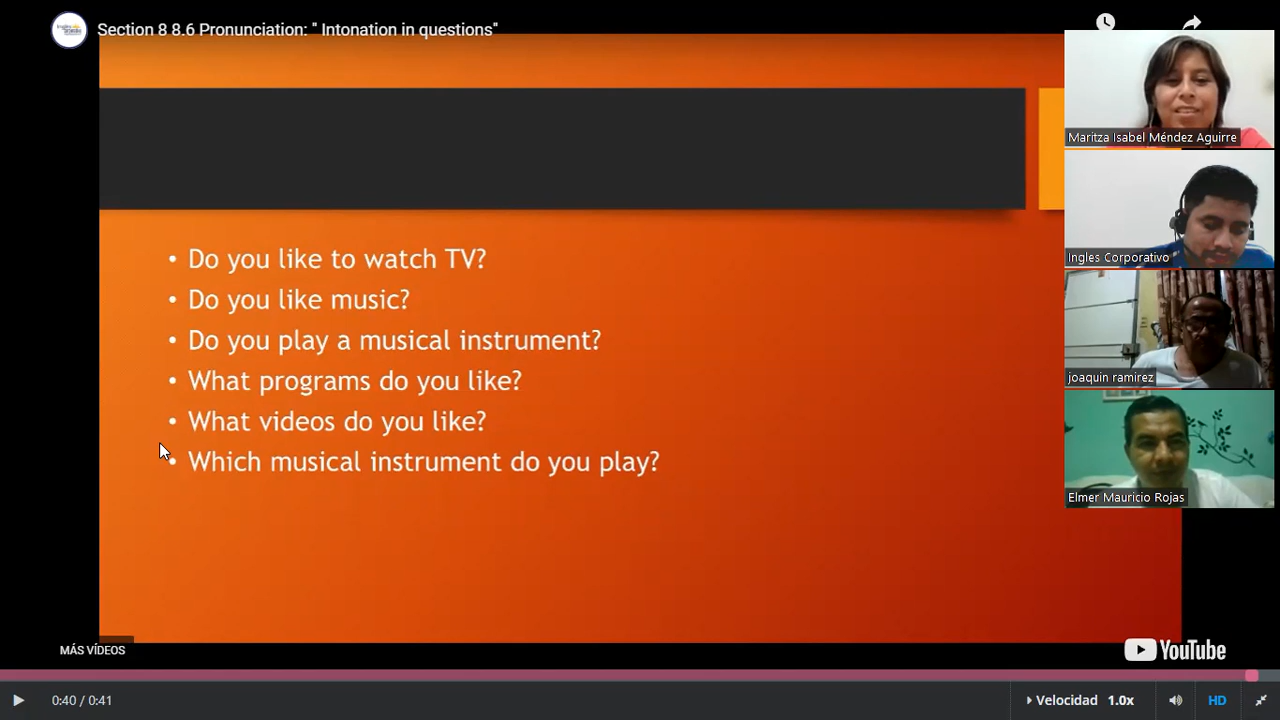 Section 8 8.6 Pronunciation: " Intonation in questions"
Maritza Isabel Méndez Aguirre
Ingles Corporativo
joaquin ramirez
Elmer Mauricio Rojas
• Do you like to watch TV?
• Do you like music?
• Do you play a musical instrument?
• What programs do you like?
• What videos do you like?
• Which musical instrument do you play?
MÁS VÍDEOS
YouTube
0:40 / 0:41
Velocidad 1.0x
HD